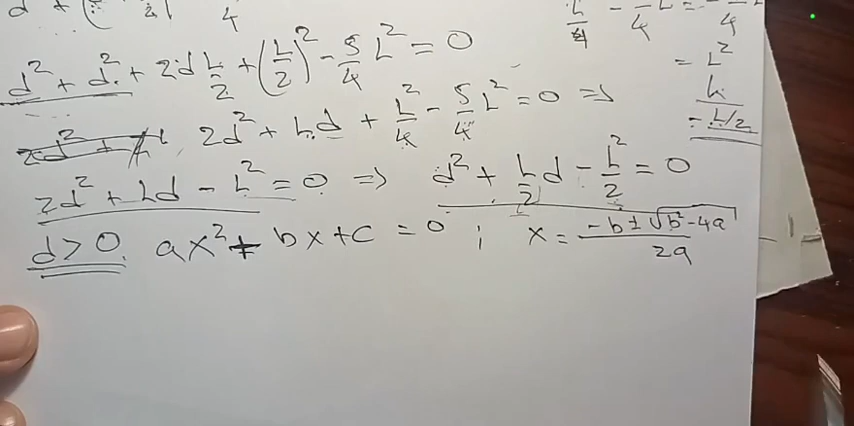 d² + d² + 2d L/2 + (L/2)² - 5/4 L² = 0
= L²
2d² + Ld + L²/4 - 5/4 L² = 0 ⇒
= L/2
2d² + Ld - L² = 0 ⇒ d² + L/2 d - L²/2 = 0
d > 0. ax² + bx + c = 0 ; x = (-b ± √(b² - 4a))/2a